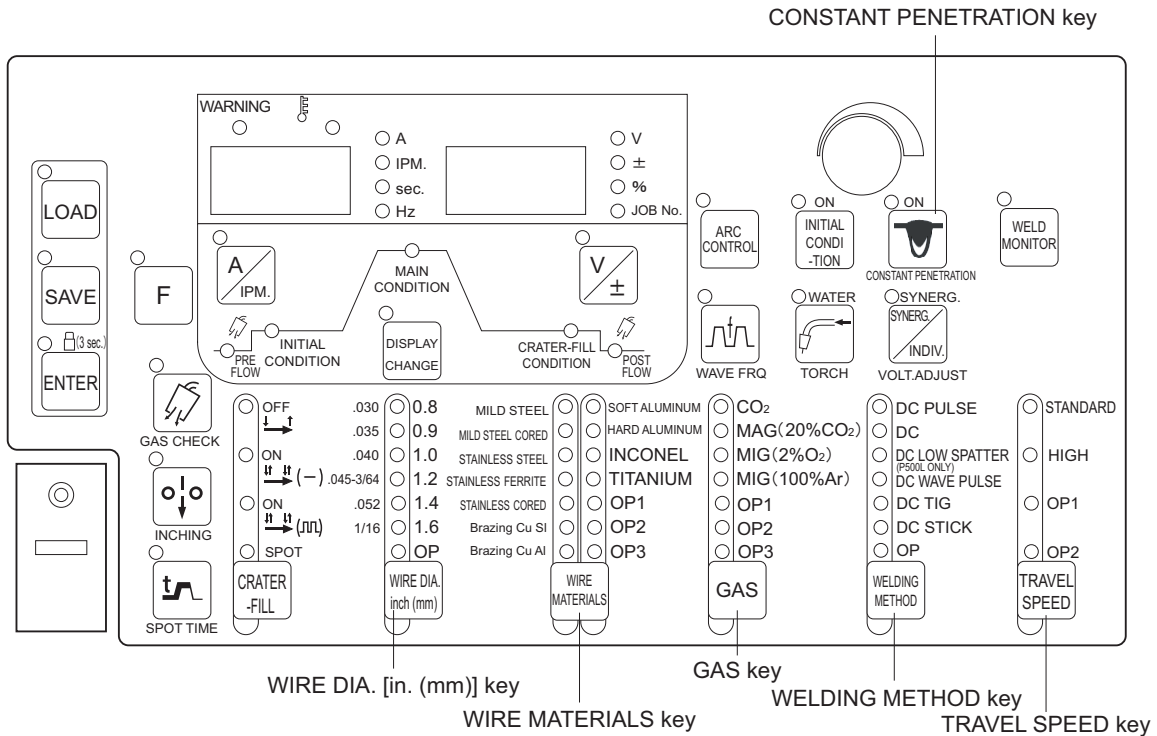 CONSTANT PENETRATION key
WARNING
A
IPM.
sec.
Hz
V
±
%
JOB No.
LOAD
SAVE
(3 sec.)
ENTER
F
A/IPM.
V/±
MAIN
CONDITION
INITIAL
CONDITION
PRE
FLOW
DISPLAY
CHANGE
CRATER-FILL
CONDITION
POST
FLOW
ARC
CONTROL
ON
INITIAL
CONDI
-TION
ON
CONSTANT PENETRATION
WELD
MONITOR
WAVE FRQ
WATER
TORCH
SYNERG.
SYNERG.
INDIV.
VOLT.ADJUST
GAS CHECK
INCHING
t
SPOT TIME
OFF
ON
(−)
ON
SPOT
CRATER
-FILL
.030 0.8
.035 0.9
.040 1.0
.045-3/64 1.2
.052 1.4
1/16 1.6
OP
WIRE DIA.
inch (mm)
MILD STEEL
MILD STEEL CORED
STAINLESS STEEL
STAINLESS FERRITE
STAINLESS CORED
Brazing Cu SI
Brazing Cu Al
SOFT ALUMINUM
HARD ALUMINUM
INCONEL
TITANIUM
OP1
OP2
OP3
WIRE
MATERIALS
CO2
MAG(20%CO2)
MIG(2%O2)
MIG(100%Ar)
OP1
OP2
OP3
GAS
DC PULSE
DC
DC LOW SPATTER
(P500L ONLY)
DC WAVE PULSE
DC TIG
DC STICK
OP
WELDING
METHOD
STANDARD
HIGH
OP1
OP2
TRAVEL
SPEED
WIRE DIA. [in. (mm)] key
WIRE MATERIALS key
GAS key
WELDING METHOD key
TRAVEL SPEED key